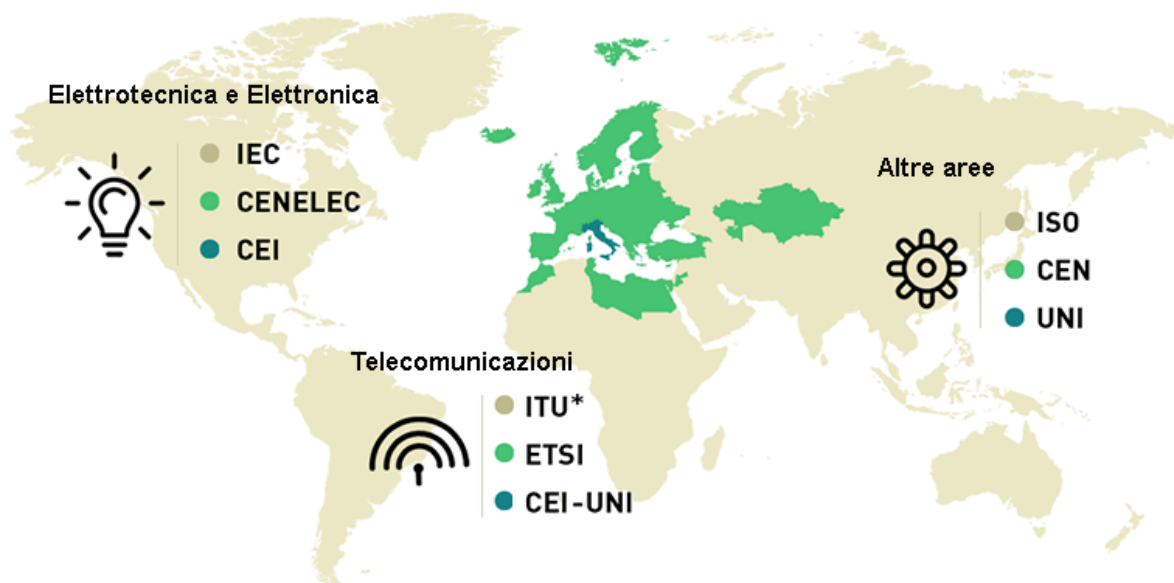 Elettrotecnica e Elettronica
IEC
CENELEC
CEI
Altre aree
ISO
CEN
UNI
Telecomunicazioni
ITU*
ETSI
CEI-UNI